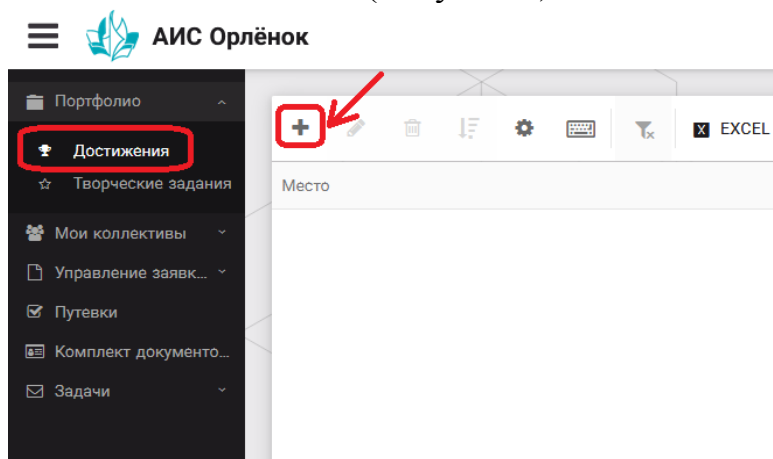 АИС Орлёнок
Портфолио
Достижения
Творческие задания
Мои коллективы
Управление заявк...
Путевки
Комплект документо...
Задачи
X EXCEL
Место